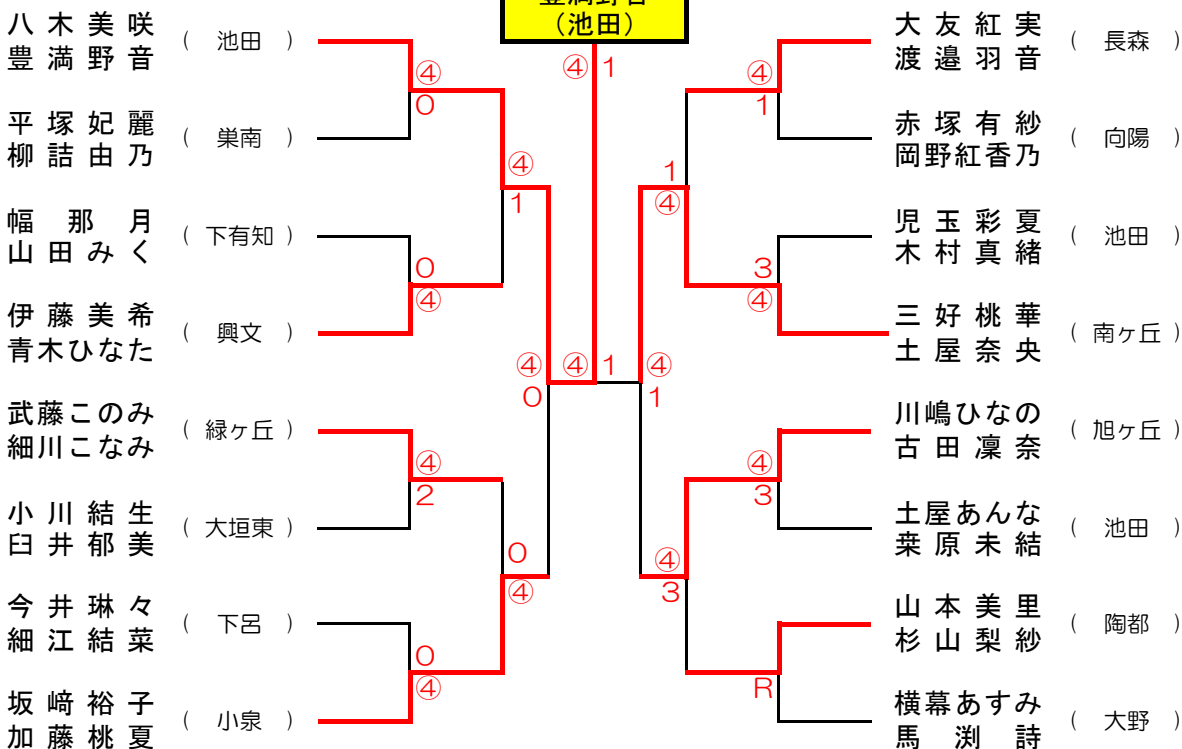 豊満野音
(池田)
八木美咲
豊満野音
( 池田 )
平塚妃麗
柳詰由乃
( 巣南 )
幅那月
山田みく
( 下有知 )
伊藤美希
青木ひなた
( 興文 )
武藤このみ
細川こなみ
( 緑ヶ丘 )
小川結生
臼井郁美
( 大垣東 )
今井琳々
細江結菜
( 下呂 )
坂﨑裕子
加藤桃夏
( 小泉 )
④
0
0
④
④
2
0
④
④
1
0
④
④
0
④
1
④
1
④
1
1
④
④
1
3
④
④
3
④
3
R
大友紅実
渡邉羽音
( 長森 )
赤塚有紗
岡野紅香乃
( 向陽 )
児玉彩夏
木村真緒
( 池田 )
三好桃華
土屋奈央
( 南ヶ丘 )
川嶋ひなの
古田凜奈
( 旭ヶ丘 )
土屋あんな
桒原未結
( 池田 )
山本美里
杉山梨紗
( 陶都 )
横幕あすみ
馬渕詩
( 大野 )